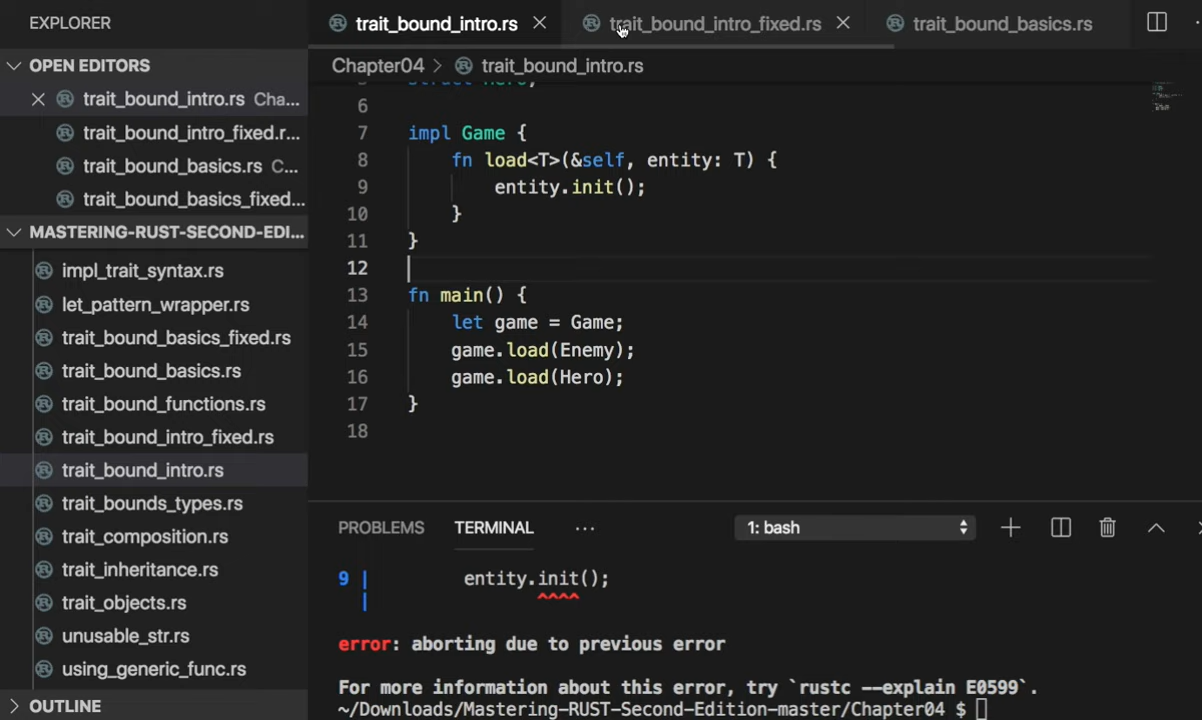 EXPLORER
OPEN EDITORS
trait_bound_intro.rs Cha...
trait_bound_intro_fixed.r...
trait_bound_basics.rs C...
trait_bound_basics_fixed...
MASTERING-RUST-SECOND-EDI...
impl_trait_syntax.rs
let_pattern_wrapper.rs
trait_bound_basics_fixed.rs
trait_bound_basics.rs
trait_bound_functions.rs
trait_bound_intro_fixed.rs
trait_bound_intro.rs
trait_bounds_types.rs
trait_composition.rs
trait_inheritance.rs
trait_objects.rs
unusable_str.rs
using_generic_func.rs
OUTLINE
trait_bound_intro.rs
trait_bound_intro_fixed.rs
trait_bound_basics.rs
Chapter04 > trait_bound_intro.rs
5 struct Hero;
6
7 impl Game {
8 fn load<T>(&self, entity: T) {
9 entity.init();
10 }
11 }
12
13 fn main() {
14 let game = Game;
15 game.load(Enemy);
16 game.load(Hero);
17 }
18
PROBLEMS TERMINAL ··· 1: bash
9 | entity.init();
| ^^^^
error: aborting due to previous error
For more information about this error, try `rustc --explain E0599`.
~/Downloads/Mastering-RUST-Second-Edition-master/Chapter04 $